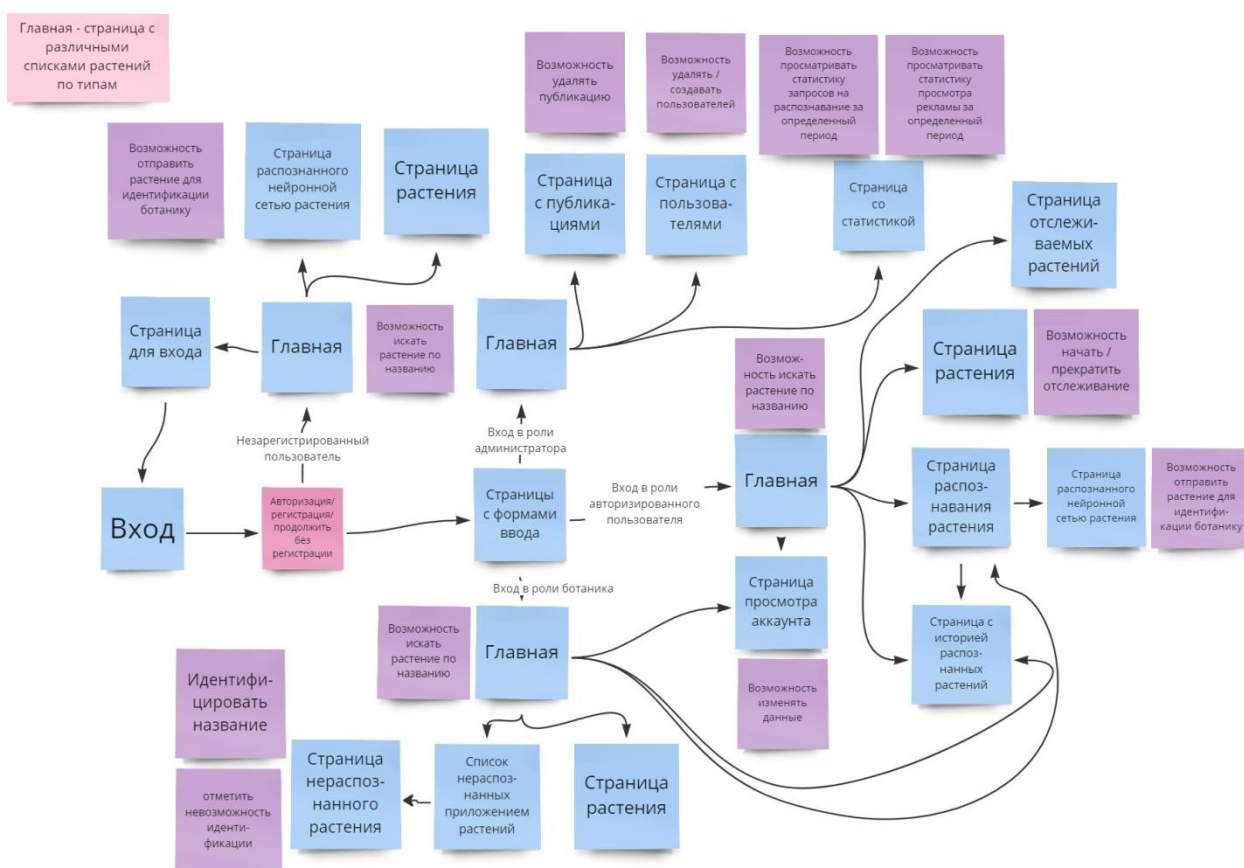 Главная - страница с
различными
списками растений
по типам
Возможность
отправить
растение для
идентификации
ботанику
Страница
распознанного
нейронной
сетью растения
Страница
растения
Возможность
удалять
публикацию
Возможность
удалять /
создавать
пользователей
Возможность
просматривать
статистику
запросов на
распознавание за
определенный
период
Возможность
просматривать
статистику
просмотра
рекламы за
определенный
период
Страница
с публика-
циями
Страница с
пользова-
телями
Страница
со
статистикой
Страница
отслежи-
ваемых
растений
Страница
для входа
Главная
Возможность
искать
растение по
названию
Главная
Возмож-
ность искать
растение по
названию
Страница
растения
Возможность
начать /
прекратить
отслеживание
Незарегистрированный
пользователь
Вход в роли
администратора
Вход
Авторизация/
регистрация/
продолжить
без
регистрации
Страницы
с формами
ввода
Вход в роли
авторизированного
пользователя
Главная
Страница
распоз-
навания
растения
Страница
распознанного
нейронной
сетью растения
Возможность
отправить
растение для
идентифи-
кации ботанику
Вход в роли ботаника
Возможность
искать
растение по
названию
Главная
Страница
просмотра
аккаунта
Страница с
историей
распоз-
нанных
растений
Возможность
изменять
данные
Идентифи-
цировать
название
отметить
невозможность
иденти-
фикации
Страница
нераспоз-
нанного
растения
Список
нераспоз-
нанных
приложением
растений
Страница
растения